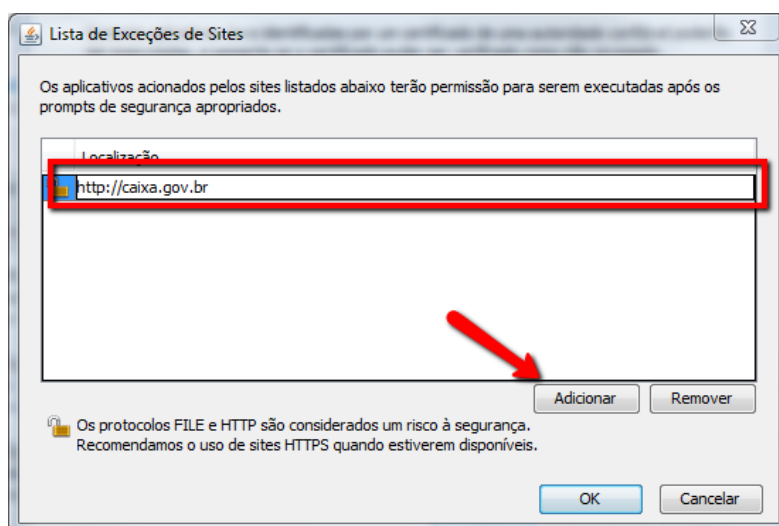 Lista de Exceções de Sites
Os aplicativos acionados pelos sites listados abaixo terão permissão para serem executadas após os
prompts de segurança apropriados.
Localização
http://caixa.gov.br
Adicionar
Remover
Os protocolos FILE e HTTP são considerados um risco à segurança.
Recomendamos o uso de sites HTTPS quando estiverem disponíveis.
OK
Cancelar